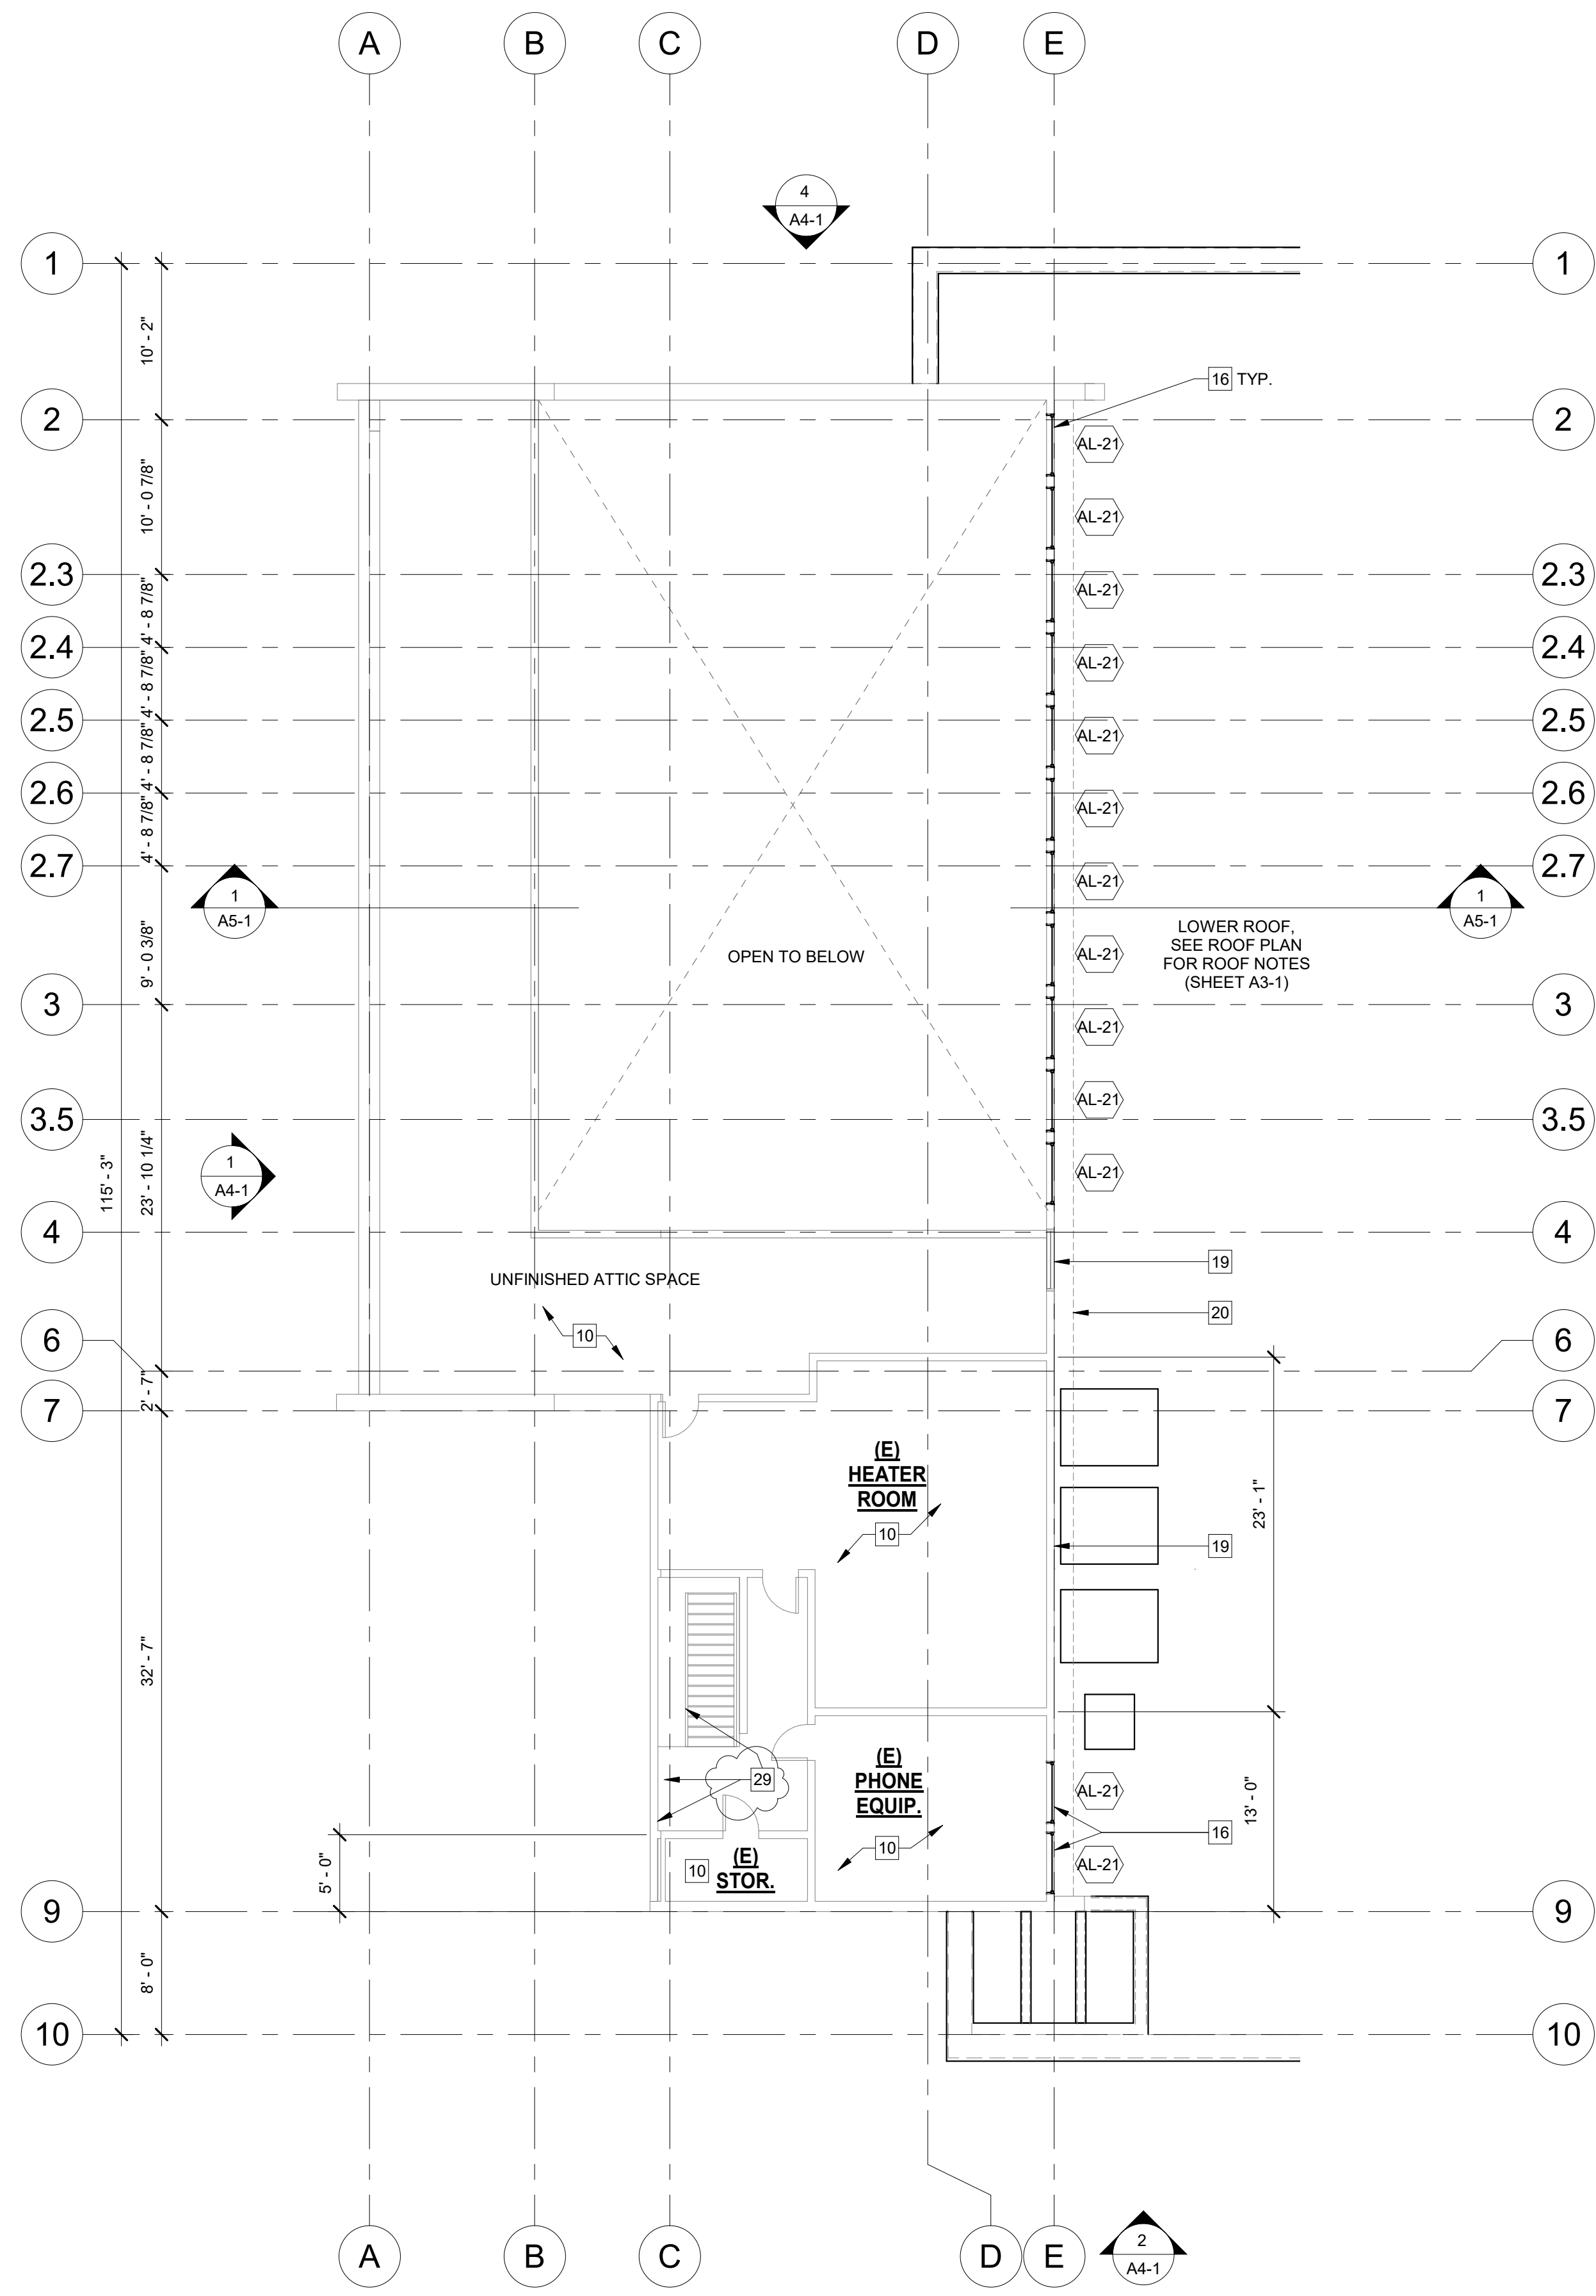 A
B
C
D
E
4
A4-1
1
1
10' - 2"
16 TYP.
2
2
AL-21
10' - 0 7/8"
AL-21
2.3
2.3
AL-21
4' - 8 7/8"
2.4
2.4
AL-21
4' - 8 7/8"
2.5
2.5
AL-21
4' - 8 7/8"
2.6
2.6
AL-21
4' - 8 7/8"
2.7
2.7
AL-21
1
A5-1
1
A5-1
9' - 0 3/8"
OPEN TO BELOW
AL-21
LOWER ROOF,
SEE ROOF PLAN
FOR ROOF NOTES
(SHEET A3-1)
3
3
AL-21
AL-21
3.5
3.5
115' - 3"
23' - 10 1/4"
1
A4-1
AL-21
4
4
19
UNFINISHED ATTIC SPACE
20
10
6
6
2' - 7"
7
7
(E)
HEATER
ROOM
10
23' - 1"
19
32' - 7"
29
(E)
PHONE
EQUIP.
AL-21
13' - 0"
16
10
5' - 0"
10
(E)
STOR.
AL-21
9
9
8' - 0"
10
10
A
B
C
D
E
2
A4-1